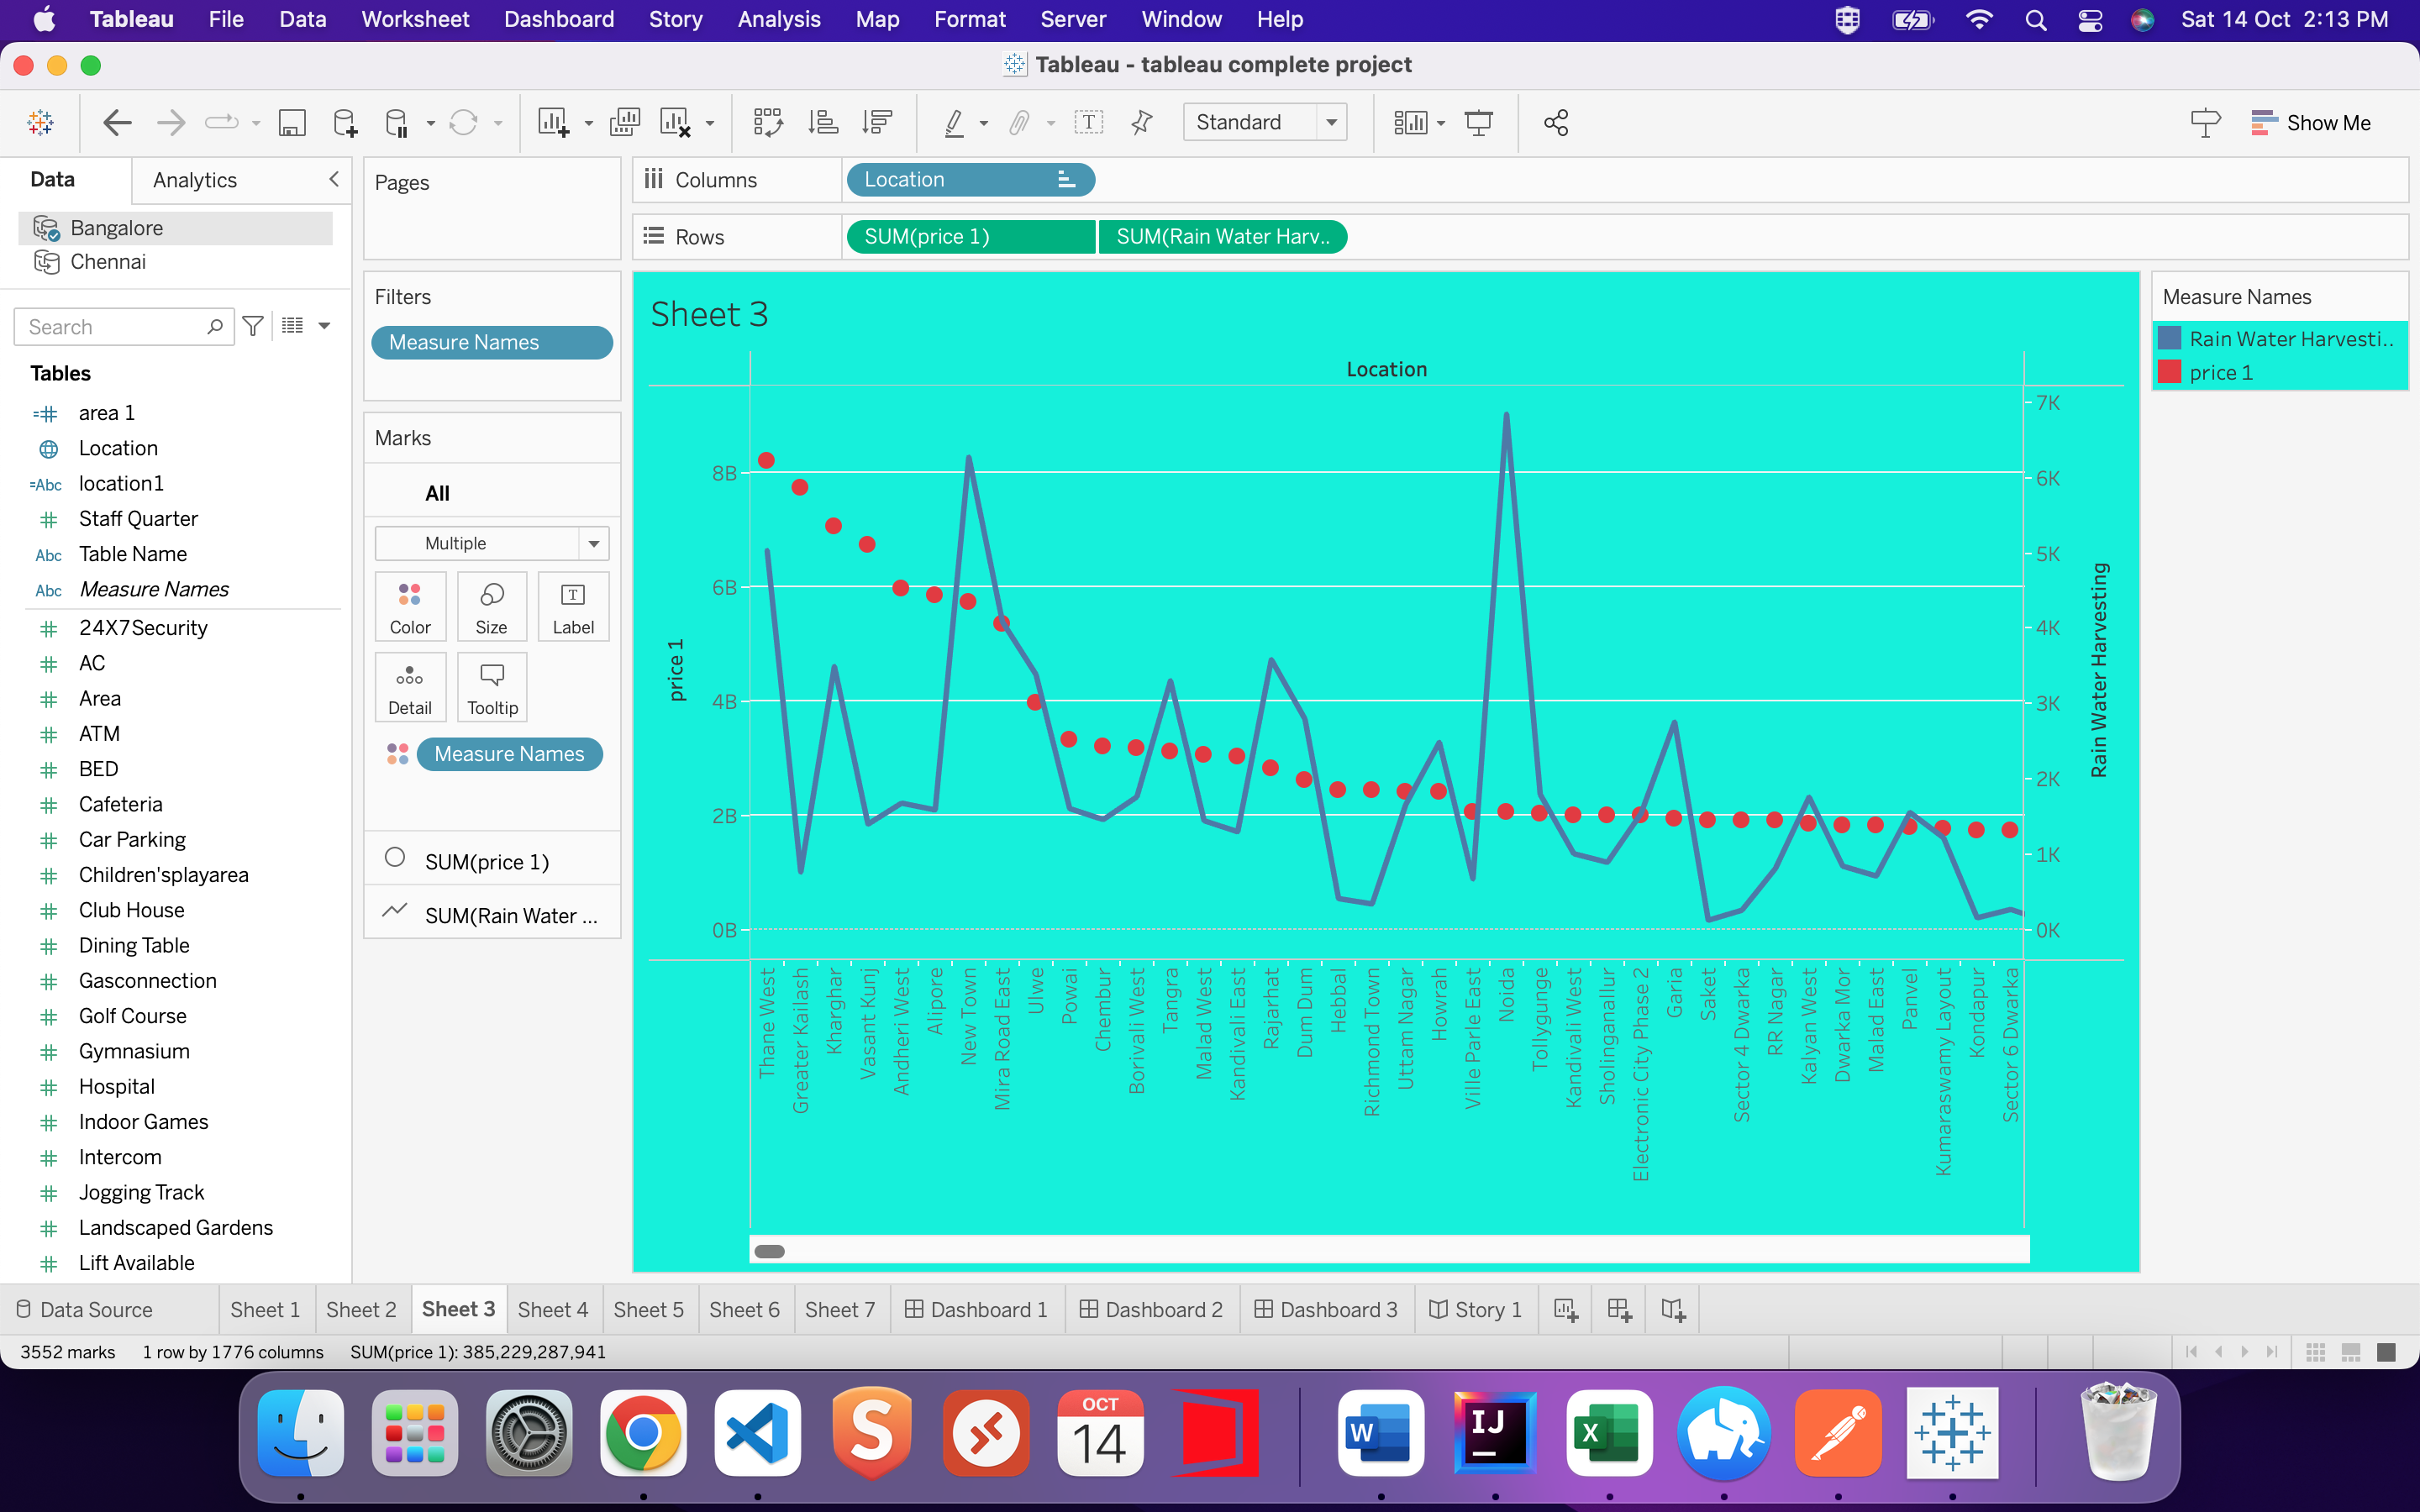 Tableau File Data Worksheet Dashboard Story Analysis Map Format Server Window Help Sat 14 Oct 2:13 PM
Tableau - tableau complete project
Standard Show Me
Data Analytics
Bangalore
Chennai
Search
Tables
area 1
Location
=Abc location1
Staff Quarter
Abc Table Name
Abc Measure Names
24X7Security
AC
Area
ATM
BED
Cafeteria
Car Parking
Children'splayarea
Club House
Dining Table
Gasconnection
Golf Course
Gymnasium
Hospital
Indoor Games
Intercom
Jogging Track
Landscaped Gardens
Lift Available
Pages
Filters
Measure Names
Marks
All
Multiple
Color Size Label
Detail Tooltip
Measure Names
SUM(price 1)
SUM(Rain Water ...
Columns Location
Rows SUM(price 1) SUM(Rain Water Harv..
Sheet 3
Location
price 1
8B
6B
4B
2B
0B
7K
6K
5K
4K
3K
2K
1K
0K
Rain Water Harvesting
Thane West
Greater Kailash
Kharghar
Vasant Kunj
Andheri West
Alipore
New Town
Mira Road East
Ulwe
Powai
Chembur
Borivali West
Tangra
Malad West
Kandivali East
Rajarhat
Dum Dum
Hebbal
Richmond Town
Uttam Nagar
Howrah
Ville Parle East
Noida
Tollygunge
Kandivali West
Sholinganallur
Electronic City Phase 2
Garia
Saket
Sector 4 Dwarka
RR Nagar
Kalyan West
Dwarka Mor
Malad East
Panvel
Kumaraswamy Layout
Kondapur
Sector 6 Dwarka
Measure Names
Rain Water Harvesti..
price 1
Data Source Sheet 1 Sheet 2 Sheet 3 Sheet 4 Sheet 5 Sheet 6 Sheet 7 Dashboard 1 Dashboard 2 Dashboard 3 Story 1
3552 marks 1 row by 1776 columns SUM(price 1): 385,229,287,941
OCT
14
S
W
IJ
X